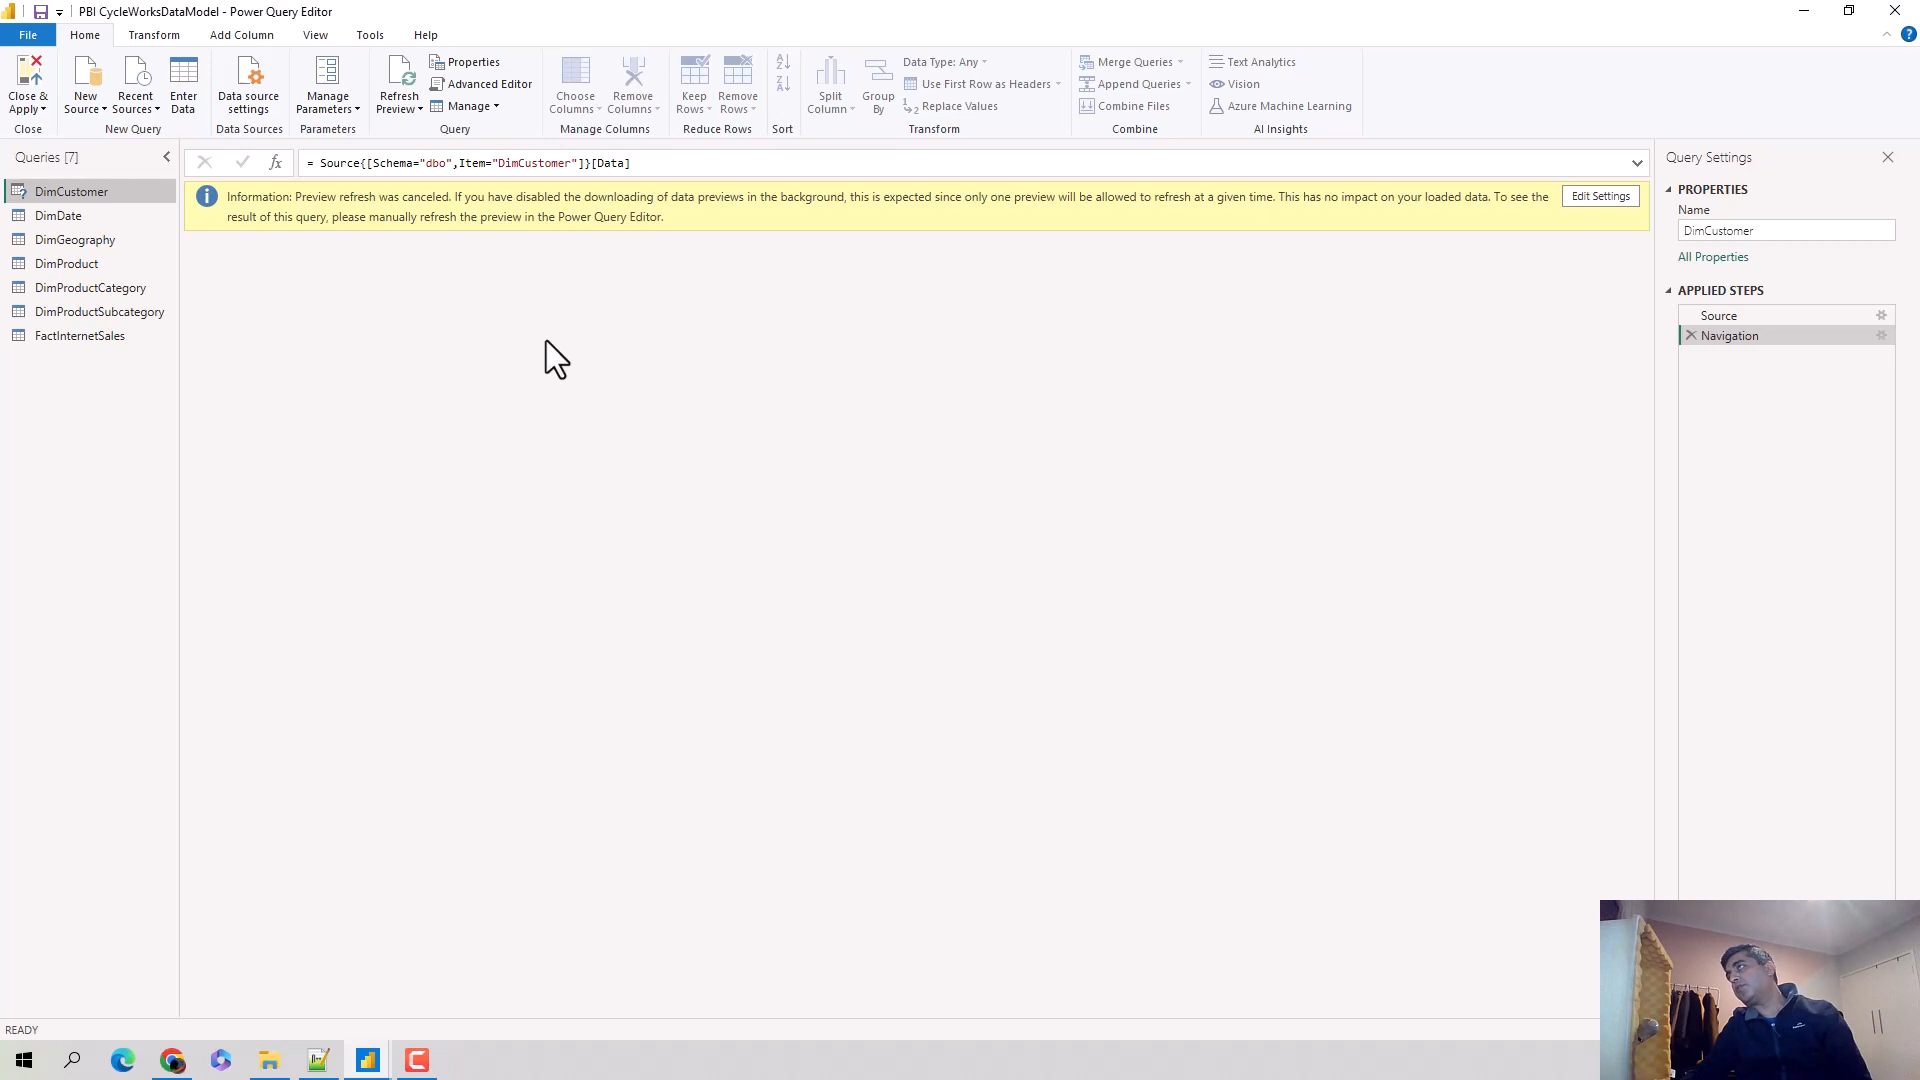 PBI CycleWorksDataModel - Power Query Editor
File Home Transform Add Column View Tools Help
Close & Apply
New Source
Recent Sources
Enter Data
Data source settings
Manage Parameters
Refresh Preview
Properties
Advanced Editor
Manage
Choose Columns
Remove Columns
Keep Rows
Remove Rows
Split Column
Group By
Data Type: Any
Use First Row as Headers
Replace Values
Merge Queries
Append Queries
Combine Files
Text Analytics
Vision
Azure Machine Learning
Close New Query Data Sources Parameters Query Manage Columns Reduce Rows Sort Transform Combine AI Insights
Queries [7]
DimCustomer
DimDate
DimGeography
DimProduct
DimProductCategory
DimProductSubcategory
FactInternetSales
fx = Source{[Schema="dbo",Item="DimCustomer"]}[Data]
Information: Preview refresh was canceled. If you have disabled the downloading of data previews in the background, this is expected since only one preview will be allowed to refresh at a given time. This has no impact on your loaded data. To see the
result of this query, please manually refresh the preview in the Power Query Editor.
Edit Settings
Query Settings
PROPERTIES
Name
DimCustomer
All Properties
APPLIED STEPS
Source
Navigation
READY